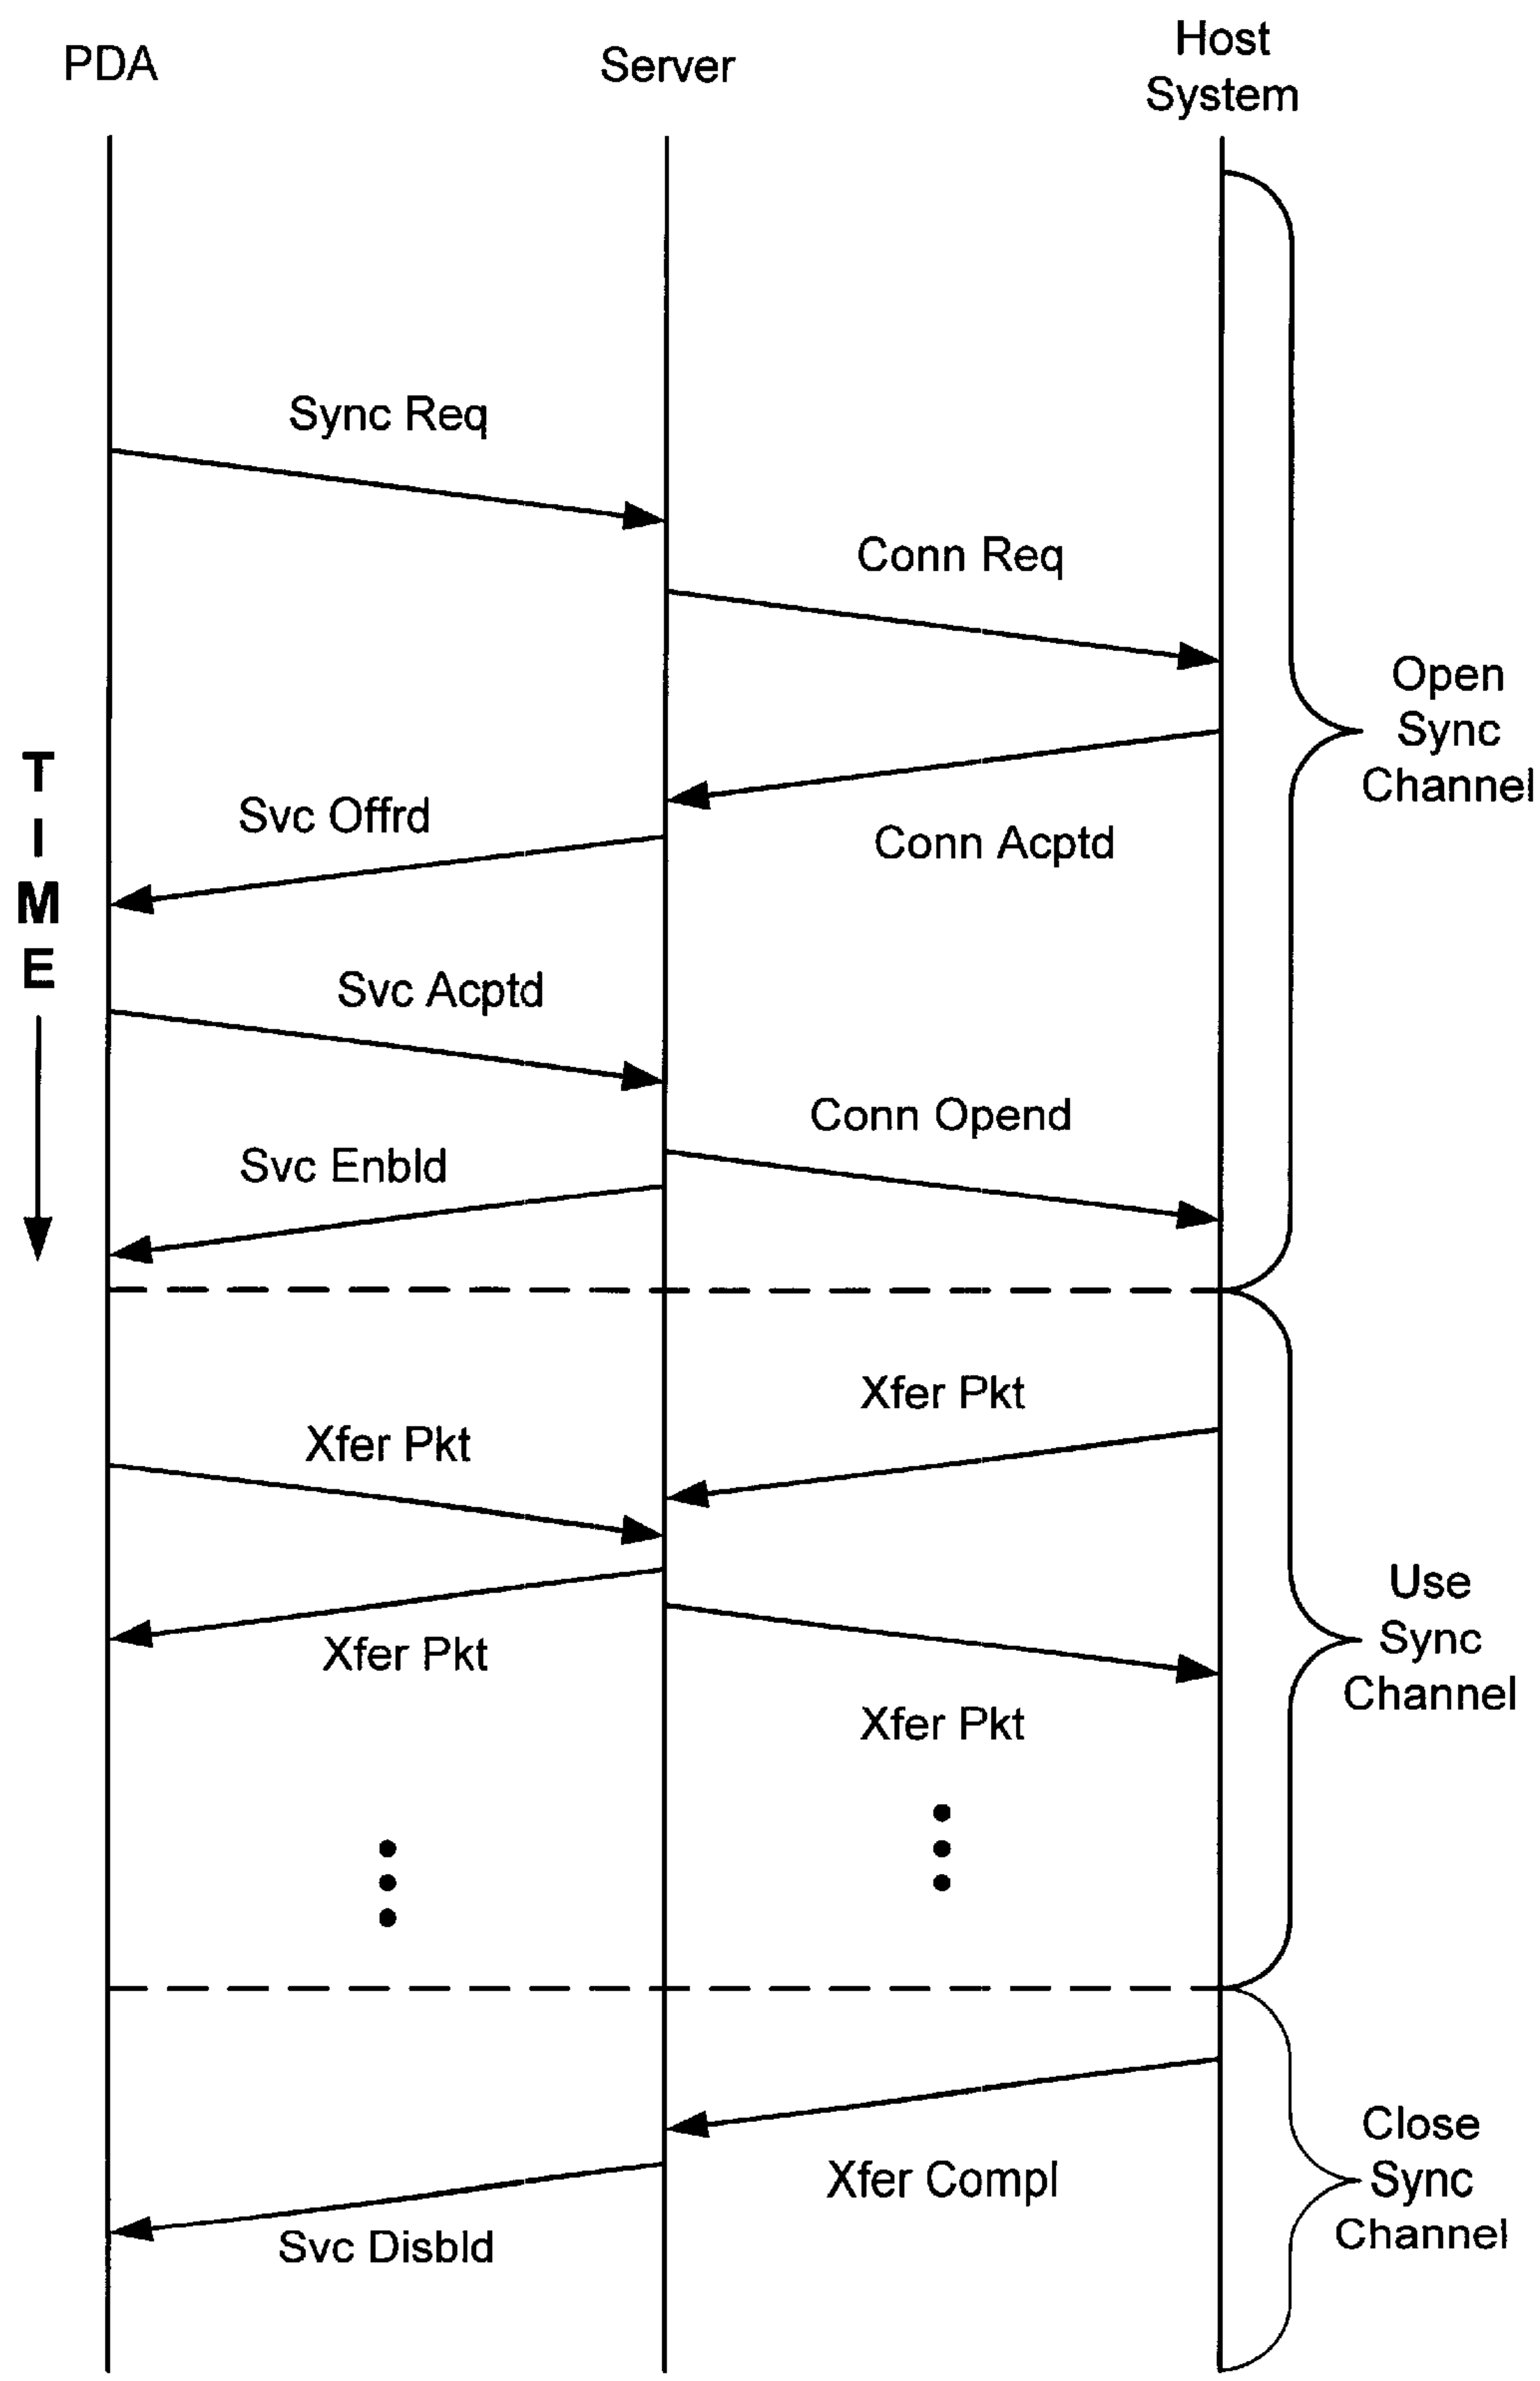 PDA
Server
Host
System
Sync Req
Conn Req
Open
Sync
Channel
T
I
M
E
Svc Offrd
Conn Acptd
Svc Acptd
Conn Opend
Svc Enbld
Xfer Pkt
Xfer Pkt
Use
Sync
Channel
Xfer Pkt
Xfer Pkt
Close
Sync
Channel
Xfer Compl
Svc Disbld